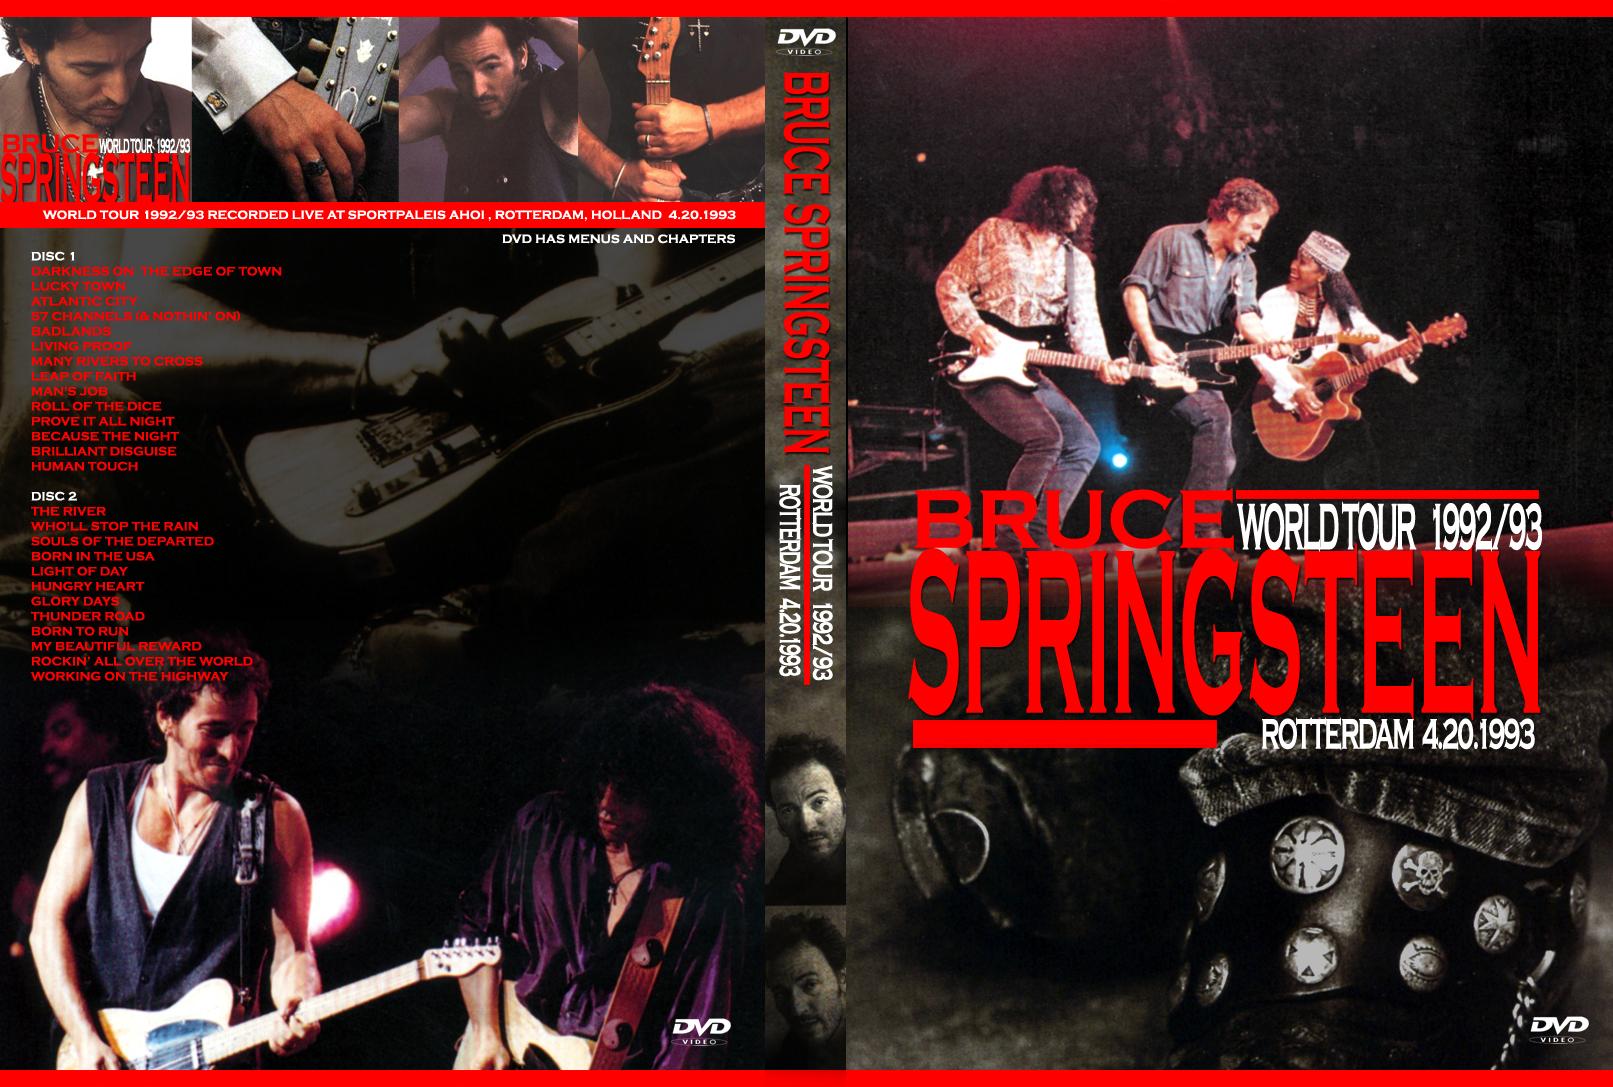 BRUCE WORLD TOUR 1992/93
SPRINGSTEEN
WORLD TOUR 1992/93 RECORDED LIVE AT SPORTPALEIS AHOI , ROTTERDAM, HOLLAND 4.20.1993
DVD HAS MENUS AND CHAPTERS
DISC 1
DARKNESS ON THE EDGE OF TOWN
LUCKY TOWN
ATLANTIC CITY
57 CHANNELS (& NOTHIN' ON)
BADLANDS
LIVING PROOF
MANY RIVERS TO CROSS
LEAP OF FAITH
MAN'S JOB
ROLL OF THE DICE
PROVE IT ALL NIGHT
BECAUSE THE NIGHT
BRILLIANT DISGUISE
HUMAN TOUCH
DISC 2
THE RIVER
WHO'LL STOP THE RAIN
SOULS OF THE DEPARTED
BORN IN THE USA
LIGHT OF DAY
HUNGRY HEART
GLORY DAYS
THUNDER ROAD
BORN TO RUN
MY BEAUTIFUL REWARD
ROCKIN' ALL OVER THE WORLD
WORKING ON THE HIGHWAY
DVD
VIDEO
DVD
VIDEO
BRUCE SPRINGSTEEN
WORLD TOUR 1992/93
ROTTERDAM 4.20.1993
BRUCE WORLD TOUR 1992/93
SPRINGSTEEN
ROTTERDAM 4.20.1993
DVD
VIDEO